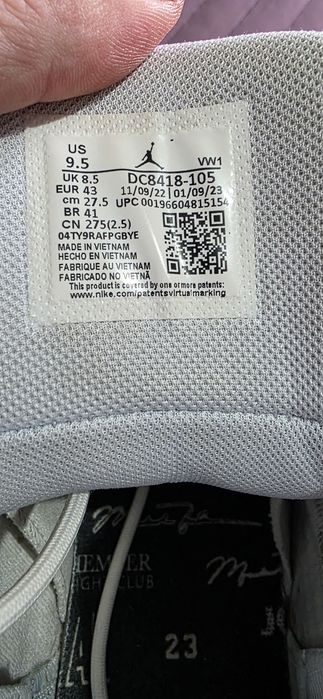 US
9.5
VW1
UK 8.5 DC8418-105
EUR 43 11/09/22 01/09/23
cm 27.5 UPC 00196604815154
BR 41
CN 275(2.5)
04TY9RAFPGBYE
MADE IN VIETNAM
HECHO EN VIETNAM
FABRIQUE AU VIETNAM
FABRICADO NO VIETNÃ
This product is covered by one or more patents:
www.nike.com/patentsvirtualmarking
23